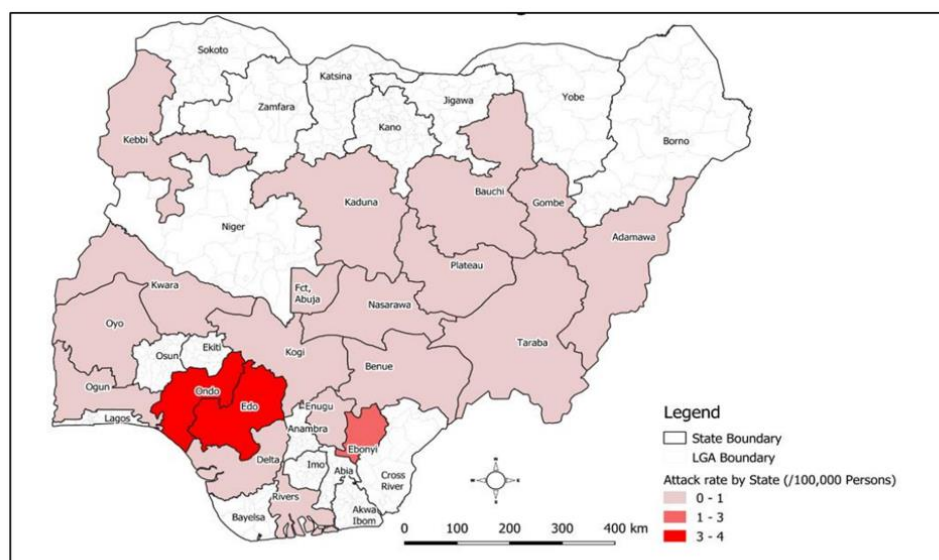 Sokoto
Katsina
Zamfara
Jigawa
Yobe
Kano
Borno
Kebbi
Bauchi
Kaduna
Gombe
Niger
Adamawa
Plateau
Fct,
Abuja
Kwara
Nasarawa
Oyo
Taraba
Ekiti
Osun
Kogi
Benue
Ogun
Ondo
Edo
Enugu
Lagos
Anambra
Ebonyi
Delta
Imo
Abia
Cross
River
Rivers
Bayelsa
Akwa
Ibom
Legend
State Boundary
LGA Boundary
Attack rate by State (/100,000 Persons)
0 - 1
1 - 3
3 - 4
0 100 200 300 400 km